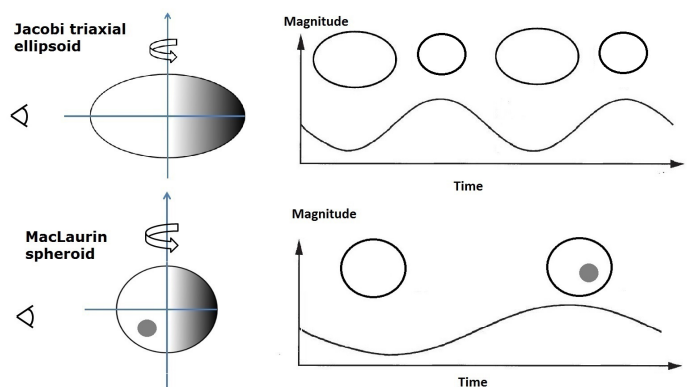 Jacobi triaxial
ellipsoid
Magnitude
Time
MacLaurin
spheroid
Magnitude
Time